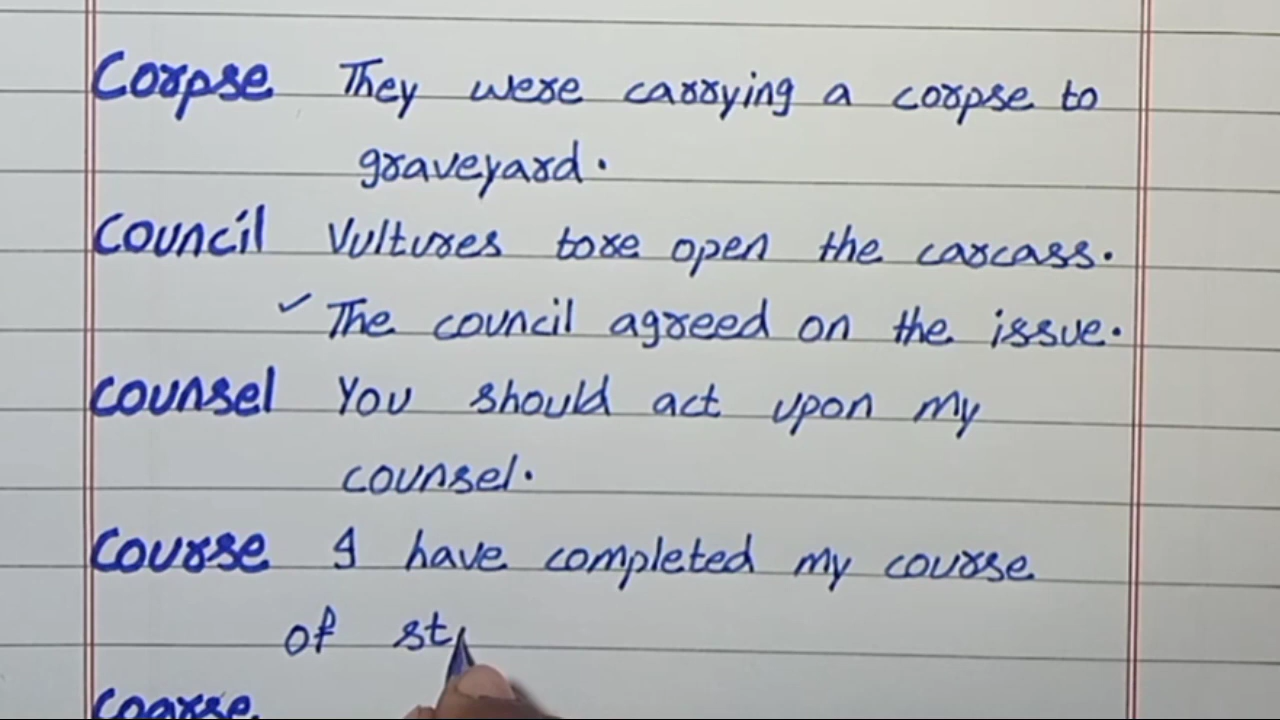 Corpse They were carrying a corpse to
graveyard.
Council Vultures tore open the carcass.
✓ The council agreed on the issue.
counsel You should act upon my
counsel.
Course I have completed my course
of st
Coarse